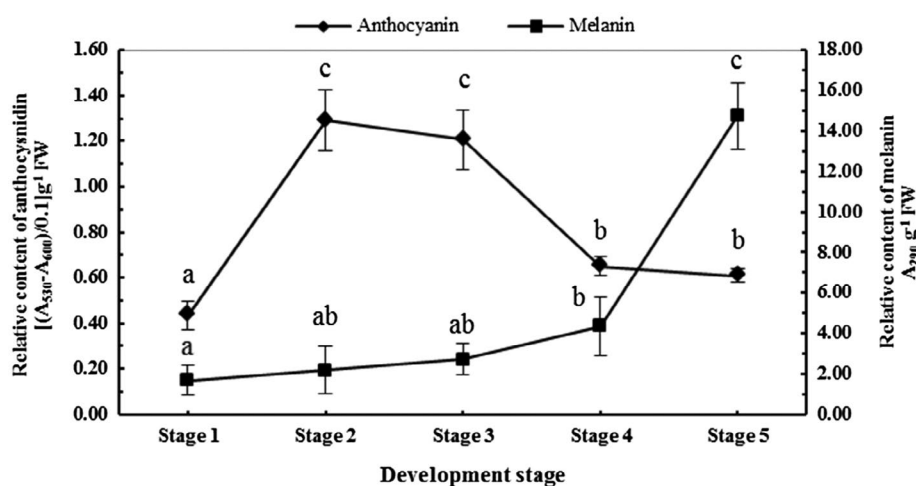 Anthocyanin Melanin
Relative content of anthocysnidin
[(A530-A600)/0.1]g-1 FW
1.60
1.40
1.20
1.00
0.80
0.60
0.40
0.20
0.00
a
c
c
b
b
a
ab
ab
b
c
18.00
16.00
14.00
12.00
10.00
8.00
6.00
4.00
2.00
0.00
Relative content of melanin
A290 g-1 FW
Stage 1 Stage 2 Stage 3 Stage 4 Stage 5
Development stage